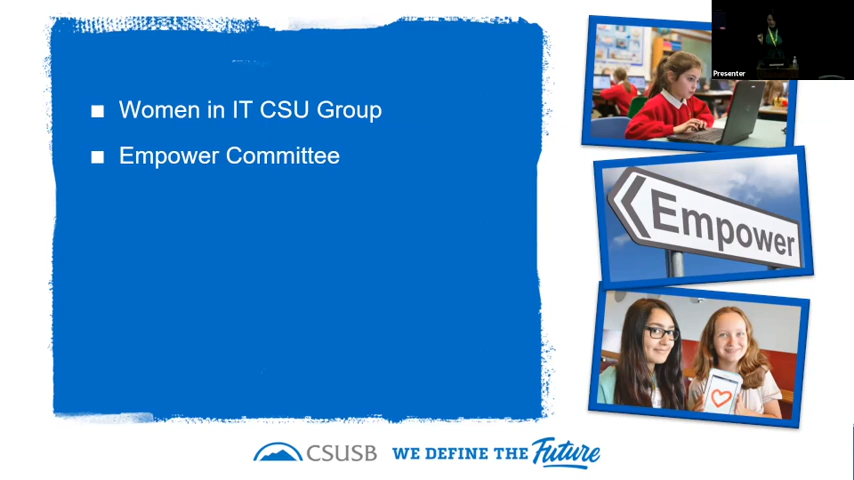 Presenter
Women in IT CSU Group
Empower Committee
Empower
CSUSB WE DEFINE THE Future